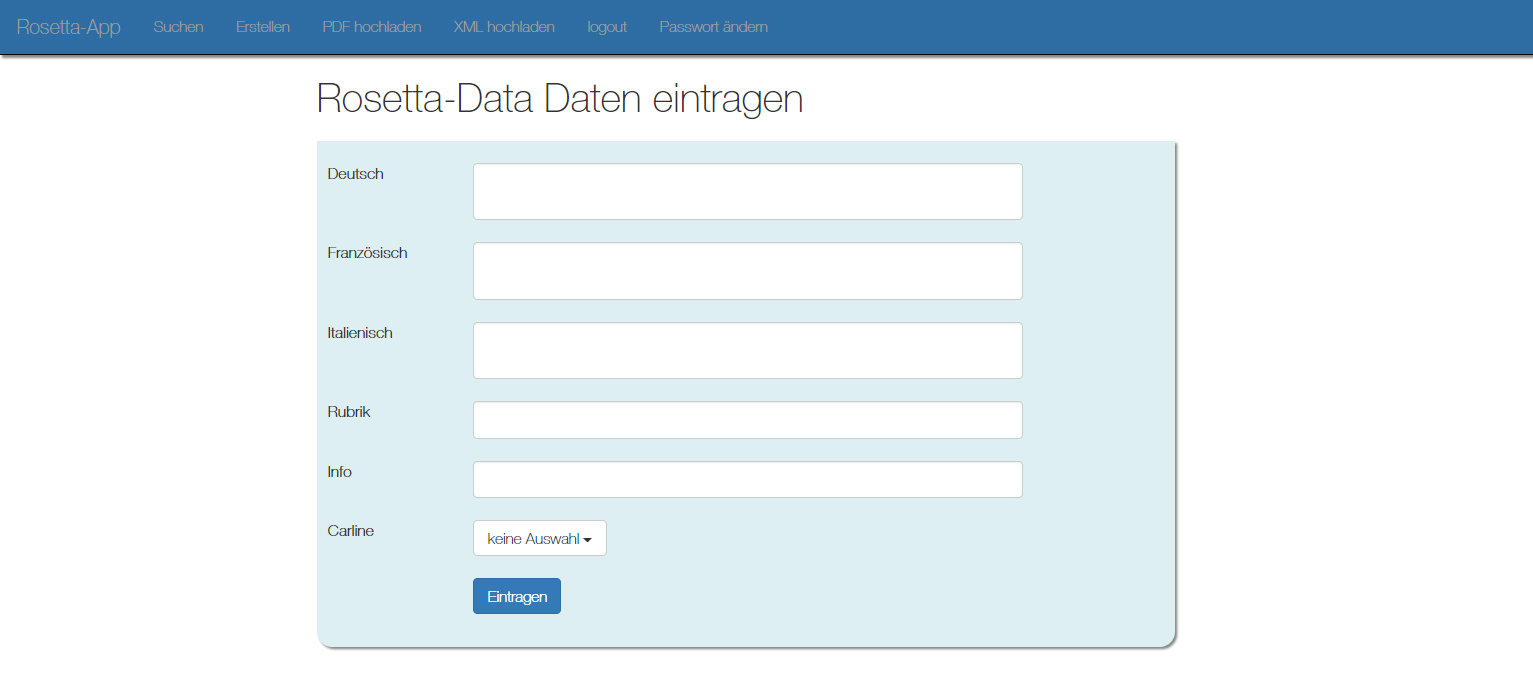 Rosetta-App Suchen Erstellen PDF hochladen XML hochladen logout Passwort ändern
Rosetta-Data Daten eintragen
Deutsch
Französisch
Italienisch
Rubrik
Info
Carline keine Auswahl
Eintragen